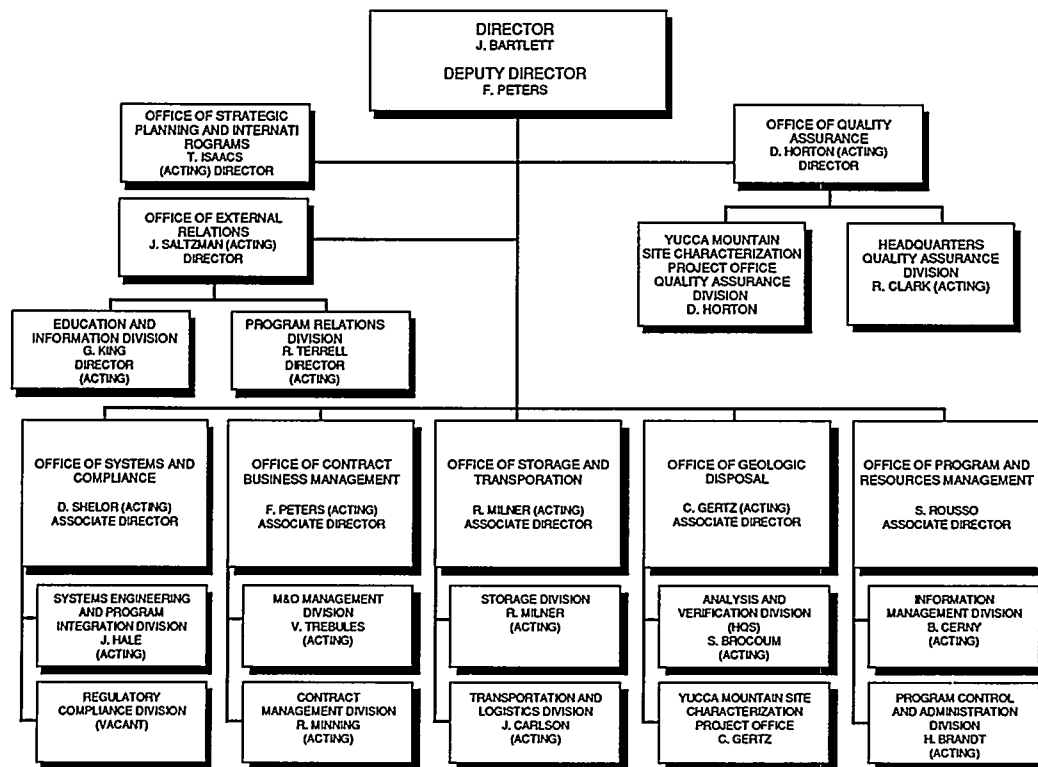 DIRECTOR
J. BARTLETT
DEPUTY DIRECTOR
F. PETERS
OFFICE OF STRATEGIC
PLANNING AND INTERNATI
ROGRAMS
T. ISAACS
(ACTING) DIRECTOR
OFFICE OF QUALITY
ASSURANCE
D. HORTON (ACTING)
DIRECTOR
OFFICE OF EXTERNAL
RELATIONS
J. SALTZMAN (ACTING)
DIRECTOR
YUCCA MOUNTAIN
SITE CHARACTERIZATION
PROJECT OFFICE
QUALITY ASSURANCE
DIVISION
D. HORTON
HEADQUARTERS
QUALITY ASSURANCE
DIVISION
R. CLARK (ACTING)
EDUCATION AND
INFORMATION DIVISION
G. KING
DIRECTOR
(ACTING)
PROGRAM RELATIONS
DIVISION
R. TERRELL
DIRECTOR
(ACTING)
OFFICE OF SYSTEMS AND
COMPLIANCE
D. SHELOR (ACTING)
ASSOCIATE DIRECTOR
OFFICE OF CONTRACT
BUSINESS MANAGEMENT
F. PETERS (ACTING)
ASSOCIATE DIRECTOR
OFFICE OF STORAGE AND
TRANSPORATION
R. MILNER (ACTING)
ASSOCIATE DIRECTOR
OFFICE OF GEOLOGIC
DISPOSAL
C. GERTZ (ACTING)
ASSOCIATE DIRECTOR
OFFICE OF PROGRAM AND
RESOURCES MANAGEMENT
S. ROUSSO
ASSOCIATE DIRECTOR
SYSTEMS ENGINEERING
AND PROGRAM
INTEGRATION DIVISION
J. HALE
(ACTING)
M&O MANAGEMENT
DIVISION
V. TREBULES
(ACTING)
STORAGE DIVISION
R. MILNER
(ACTING)
ANALYSIS AND
VERIFICATION DIVISION
(HQS)
S. BROCOUM
(ACTING)
INFORMATION
MANAGEMENT DIVISION
B. CERNY
(ACTING)
REGULATORY
COMPLIANCE DIVISION
(VACANT)
CONTRACT
MANAGEMENT DIVISION
R. MINNING
(ACTING)
TRANSPORTATION AND
LOGISTICS DIVISION
J. CARLSON
(ACTING)
YUCCA MOUNTAIN SITE
CHARACTERIZATION
PROJECT OFFICE
C. GERTZ
PROGRAM CONTROL
AND ADMINISTRATION
DIVISION
H. BRANDT
(ACTING)